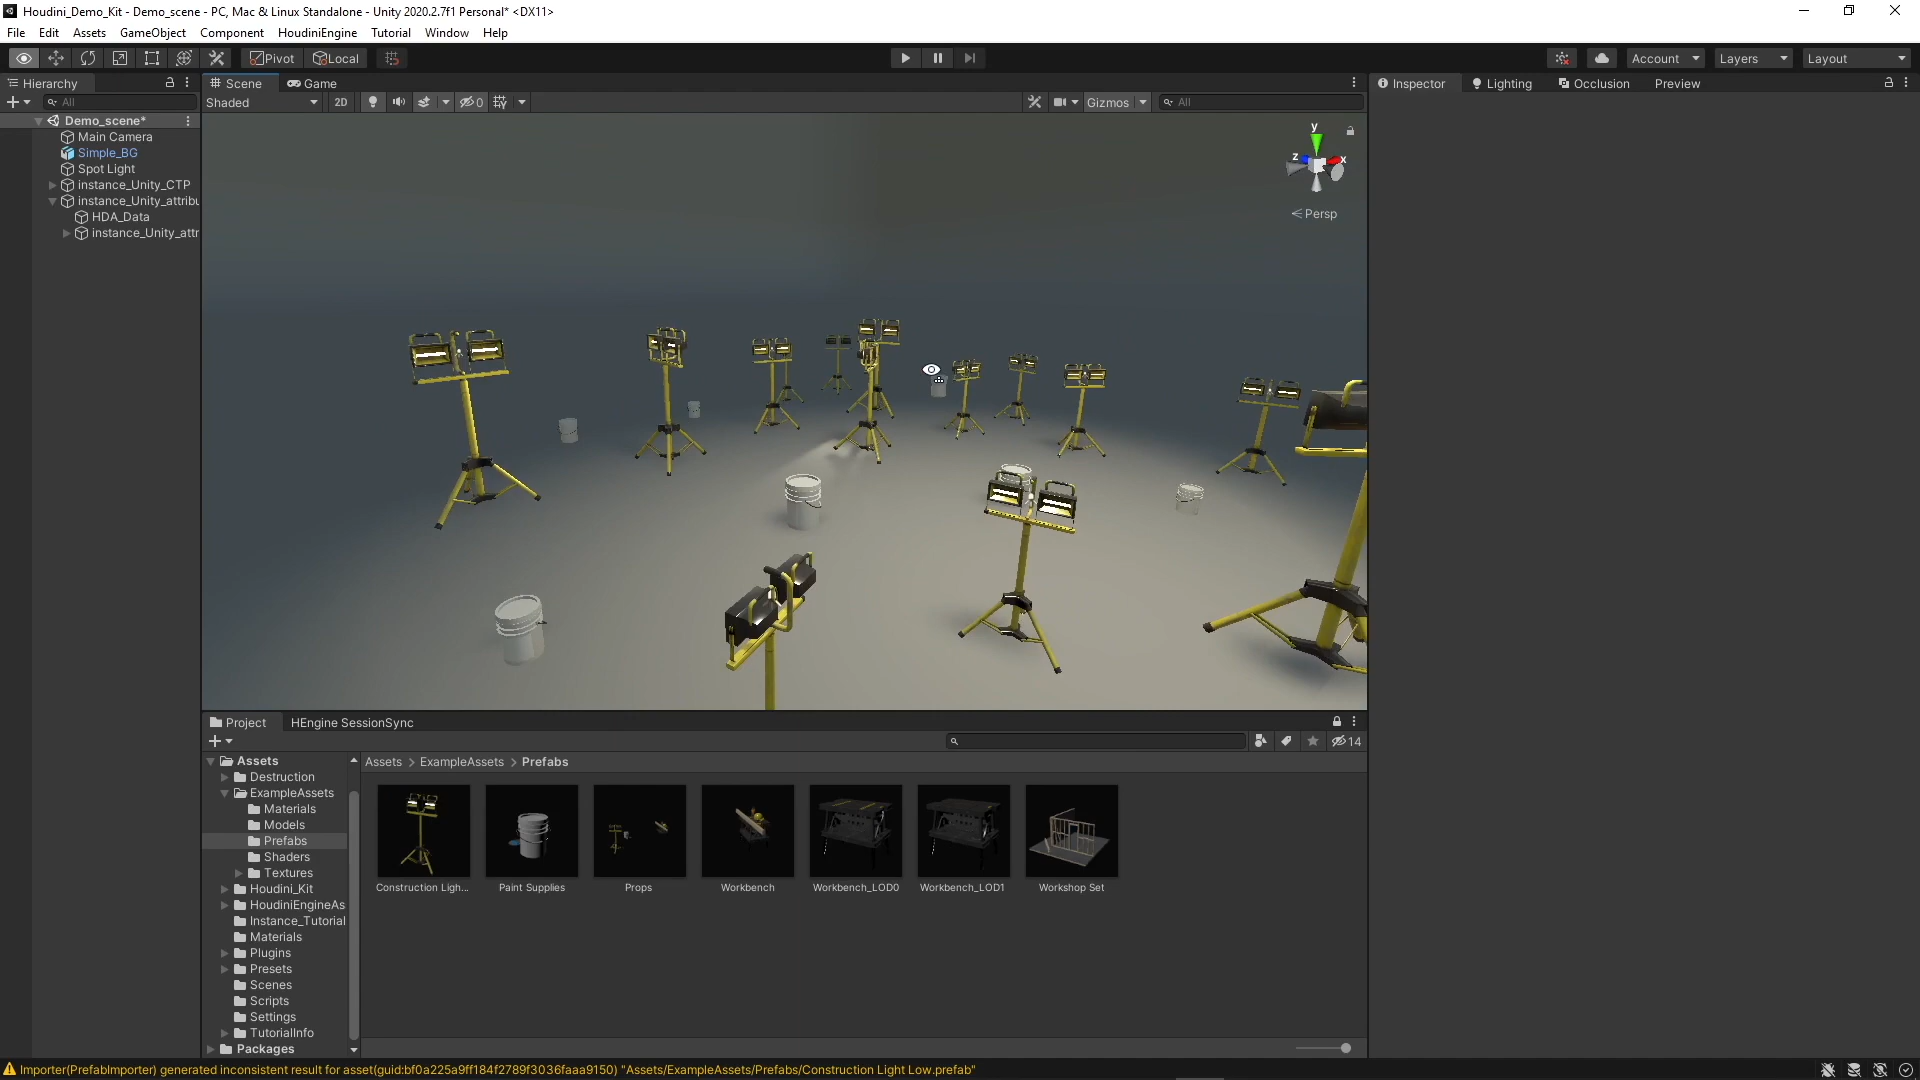 Houdini_Demo_Kit - Demo_scene - PC, Mac & Linux Standalone - Unity 2020.2.7f1 Personal* <DX11>
File Edit Assets GameObject Component HoudiniEngine Tutorial Window Help
Pivot Local Account Layers Layout
Hierarchy
All
Demo_scene*
Main Camera
Simple_BG
Spot Light
instance_Unity_CTP
instance_Unity_attribu
HDA_Data
instance_Unity_attr
Scene Game
Shaded 2D 0 Gizmos All
y
z x
Persp
Inspector Lighting Occlusion Preview
Project HEngine SessionSync
14
Assets
Destruction
ExampleAssets
Materials
Models
Prefabs
Shaders
Textures
Houdini_Kit
HoudiniEngineAs
Instance_Tutorial
Materials
Plugins
Presets
Scenes
Scripts
Settings
TutorialInfo
Packages
Assets > ExampleAssets > Prefabs
Construction Ligh... Paint Supplies Props Workbench Workbench_LOD0 Workbench_LOD1 Workshop Set
Importer(PrefabImporter) generated inconsistent result for asset(guid:bf0a225a9ff184f2789f3036faaa9150) "Assets/ExampleAssets/Prefabs/Construction Light Low.prefab"